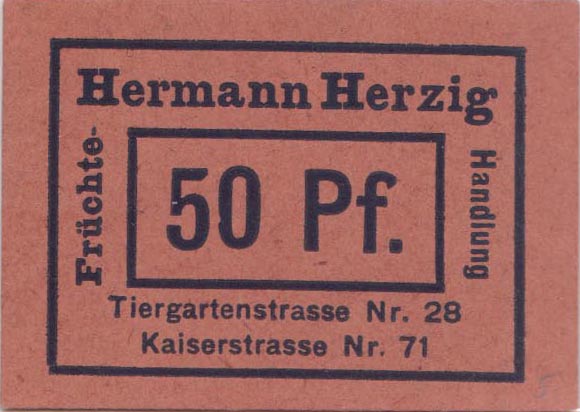 Hermann Herzig
Früchte-
Handlung
50 Pf.
Tiergartenstrasse Nr. 28
Kaiserstrasse Nr. 71